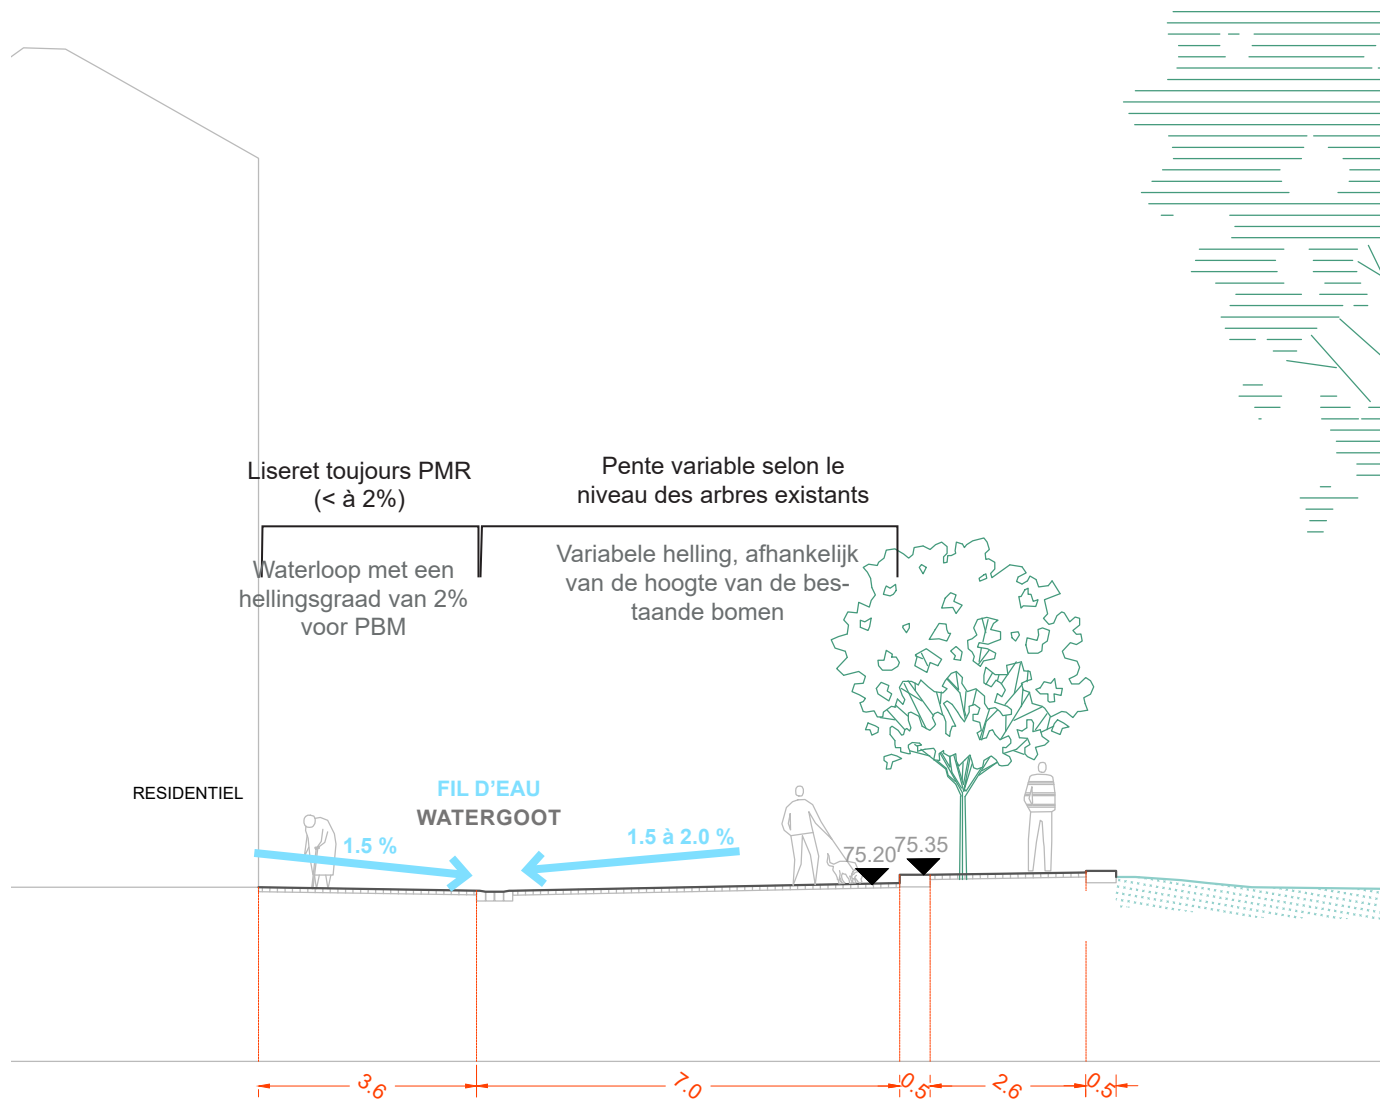 Liseret toujours PMR
(< à 2%)
Pente variable selon le
niveau des arbres existants
Waterloop met een
hellingsgraad van 2%
voor PBM
Variabele helling, afhankelijk
van de hoogte van de bes-
taande bomen
RESIDENTIEL
FIL D’EAU
WATERGOOT
1.5 %
1.5 à 2.0 %
75.20
75.35
3.6
7.0
0.5
2.6
0.5